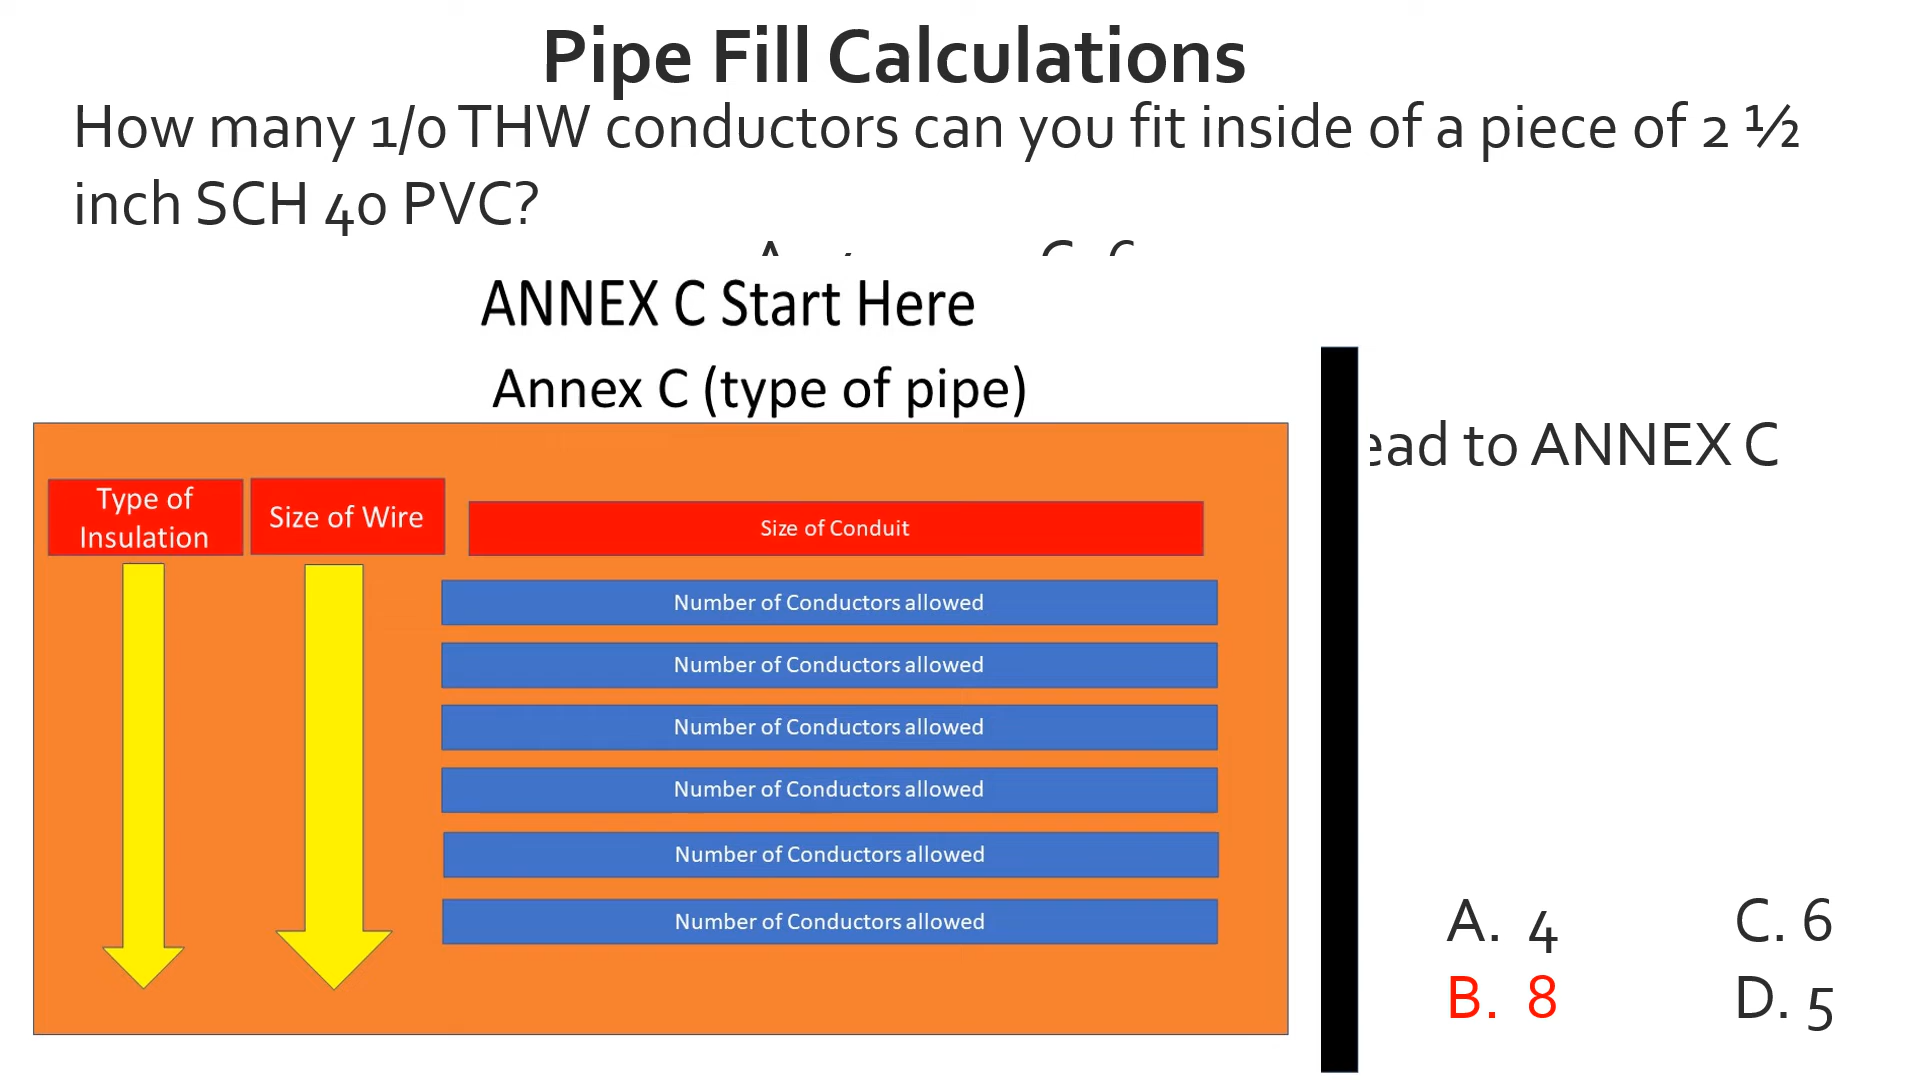 Pipe Fill Calculations
How many 1/0 THW conductors can you fit inside of a piece of 2 ½
inch SCH 40 PVC?
ANNEX C Start Here
Annex C (type of pipe)
ead to ANNEX C
Type of
Insulation
Size of Wire
Size of Conduit
Number of Conductors allowed
Number of Conductors allowed
Number of Conductors allowed
Number of Conductors allowed
Number of Conductors allowed
Number of Conductors allowed
A. 4 C. 6
B. 8 D. 5